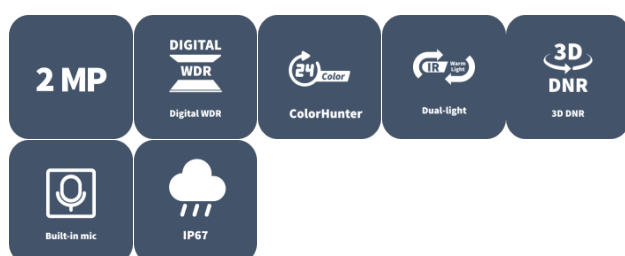 2 MP
DIGITAL
WDR
Digital WDR
24
Color
ColorHunter
IR
Warm
Light
Dual-light
3D
DNR
3D DNR
Built-in mic
IP67